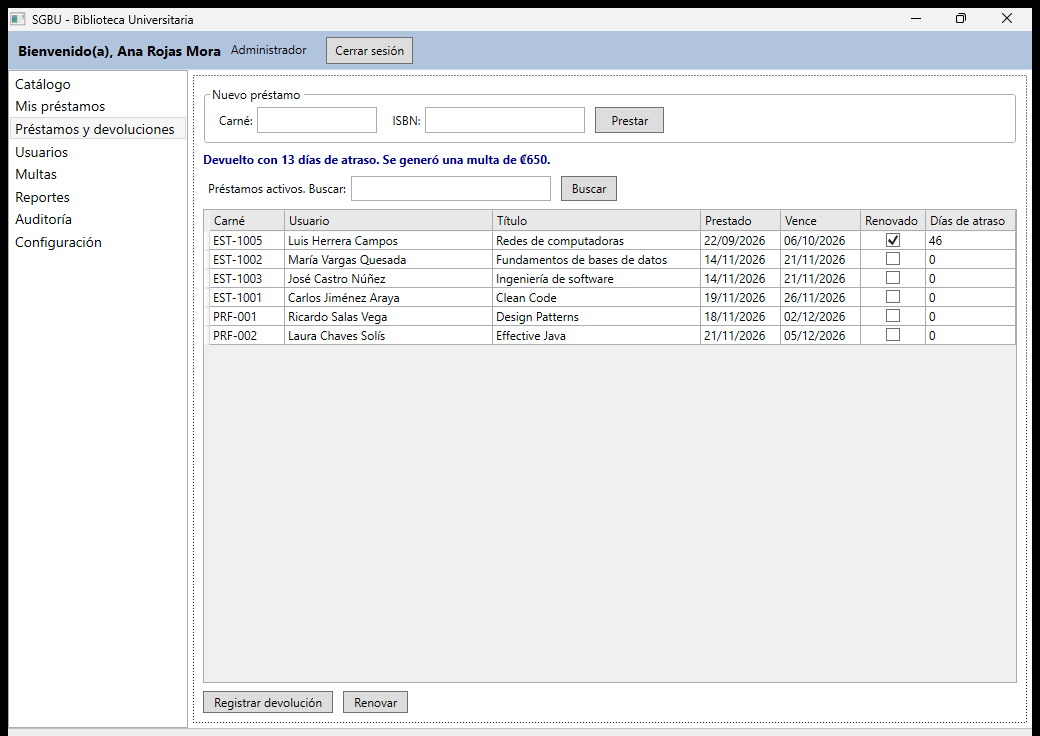 SGBU - Biblioteca Universitaria
Bienvenido(a), Ana Rojas Mora Administrador Cerrar sesión
Catálogo
Mis préstamos
Préstamos y devoluciones
Usuarios
Multas
Reportes
Auditoría
Configuración
Nuevo préstamo
Carné: ISBN: Prestar
Devuelto con 13 días de atraso. Se generó una multa de ₡650.
Préstamos activos. Buscar: Buscar
Carné Usuario Título Prestado Vence Renovado Días de atraso
EST-1005 Luis Herrera Campos Redes de computadoras 22/09/2026 06/10/2026 46
EST-1002 María Vargas Quesada Fundamentos de bases de datos 14/11/2026 21/11/2026 0
EST-1003 José Castro Núñez Ingeniería de software 14/11/2026 21/11/2026 0
EST-1001 Carlos Jiménez Araya Clean Code 19/11/2026 26/11/2026 0
PRF-001 Ricardo Salas Vega Design Patterns 18/11/2026 02/12/2026 0
PRF-002 Laura Chaves Solís Effective Java 21/11/2026 05/12/2026 0
Registrar devolución Renovar